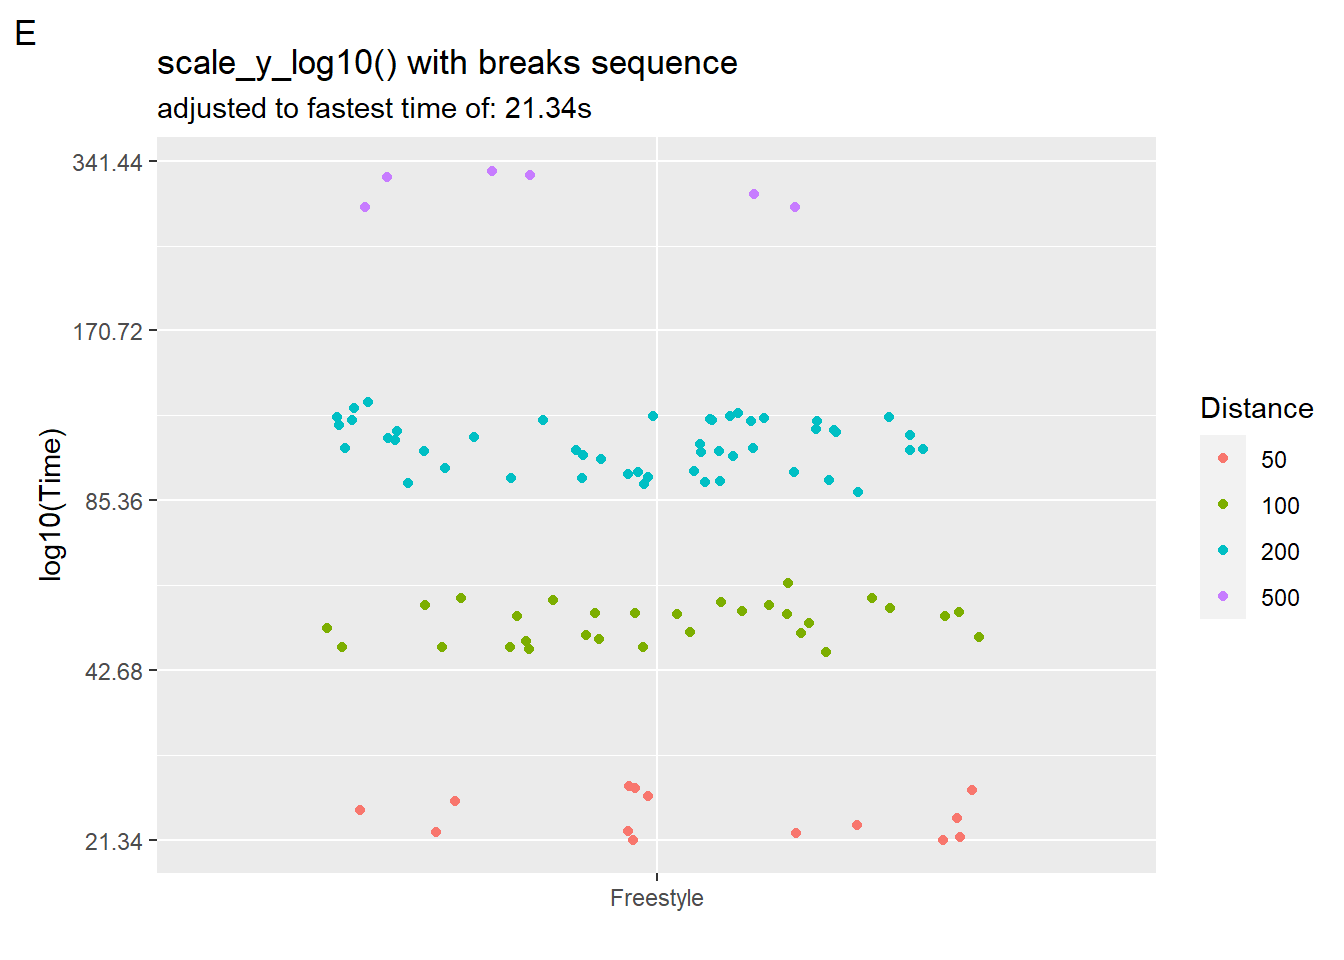 E
scale_y_log10() with breaks sequence
adjusted to fastest time of: 21.34s
341.44
170.72
85.36
42.68
21.34
log10(Time)
Freestyle
Distance
50
100
200
500